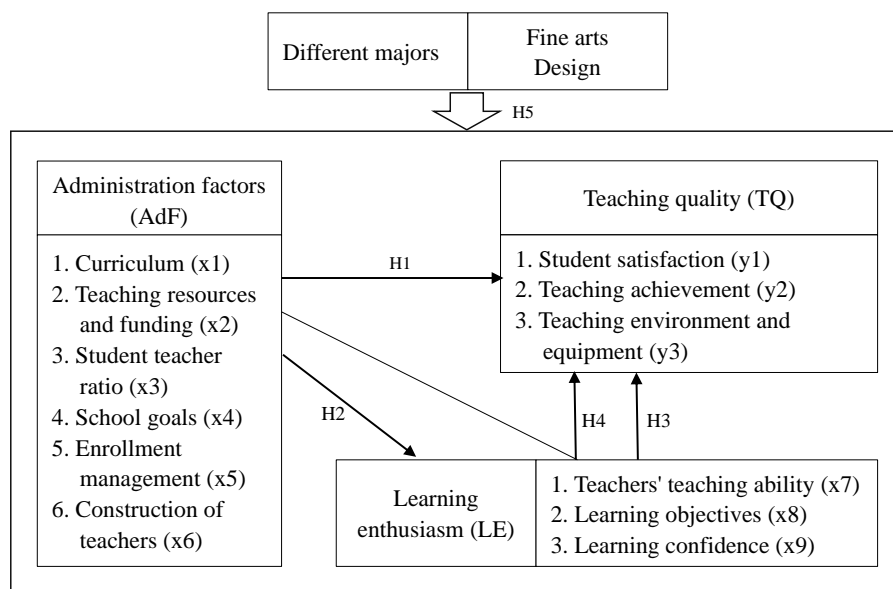 Different majors
Fine arts
Design
H5
Administration factors
(AdF)
1. Curriculum (x1)
2. Teaching resources
and funding (x2)
3. Student teacher
ratio (x3)
4. School goals (x4)
5. Enrollment
management (x5)
6. Construction of
teachers (x6)
H1
Teaching quality (TQ)
1. Student satisfaction (y1)
2. Teaching achievement (y2)
3. Teaching environment and
equipment (y3)
H2
H4
H3
Learning
enthusiasm (LE)
1. Teachers' teaching ability (x7)
2. Learning objectives (x8)
3. Learning confidence (x9)